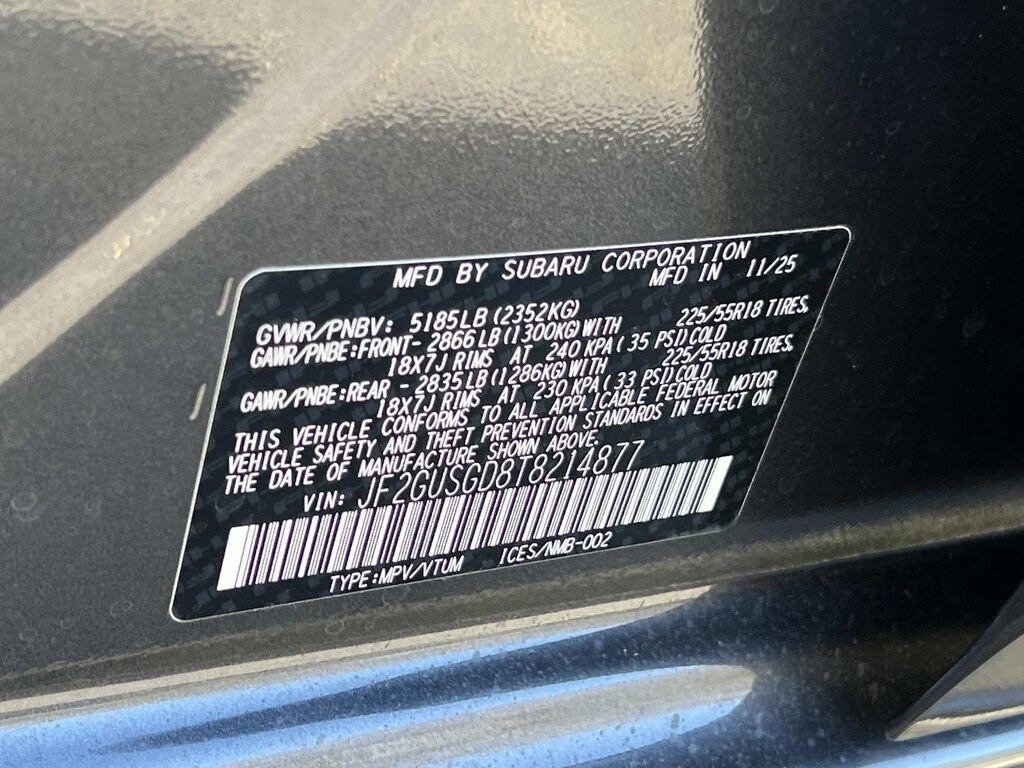 MFD BY SUBARU CORPORATION
MFD IN 11/25
GVWR/PNBV: 5185LB (2352KG)
GAWR/PNBE:FRONT- 2866LB (1300KG) WITH 225/55R18 TIRES,
18X7J RIMS AT 240 KPA ( 35 PSI) COLD
GAWR/PNBE:REAR - 2835LB (1286KG) WITH 225/55R18 TIRES,
18X7J RIMS AT 230 KPA ( 33 PSI) COLD
THIS VEHICLE CONFORMS TO ALL APPLICABLE FEDERAL MOTOR
VEHICLE SAFETY AND THEFT PREVENTION STANDARDS IN EFFECT ON
THE DATE OF MANUFACTURE SHOWN ABOVE.
VIN: JF2GUSGD8T8214877
TYPE:MPV/VTUM ICES/NMB-002